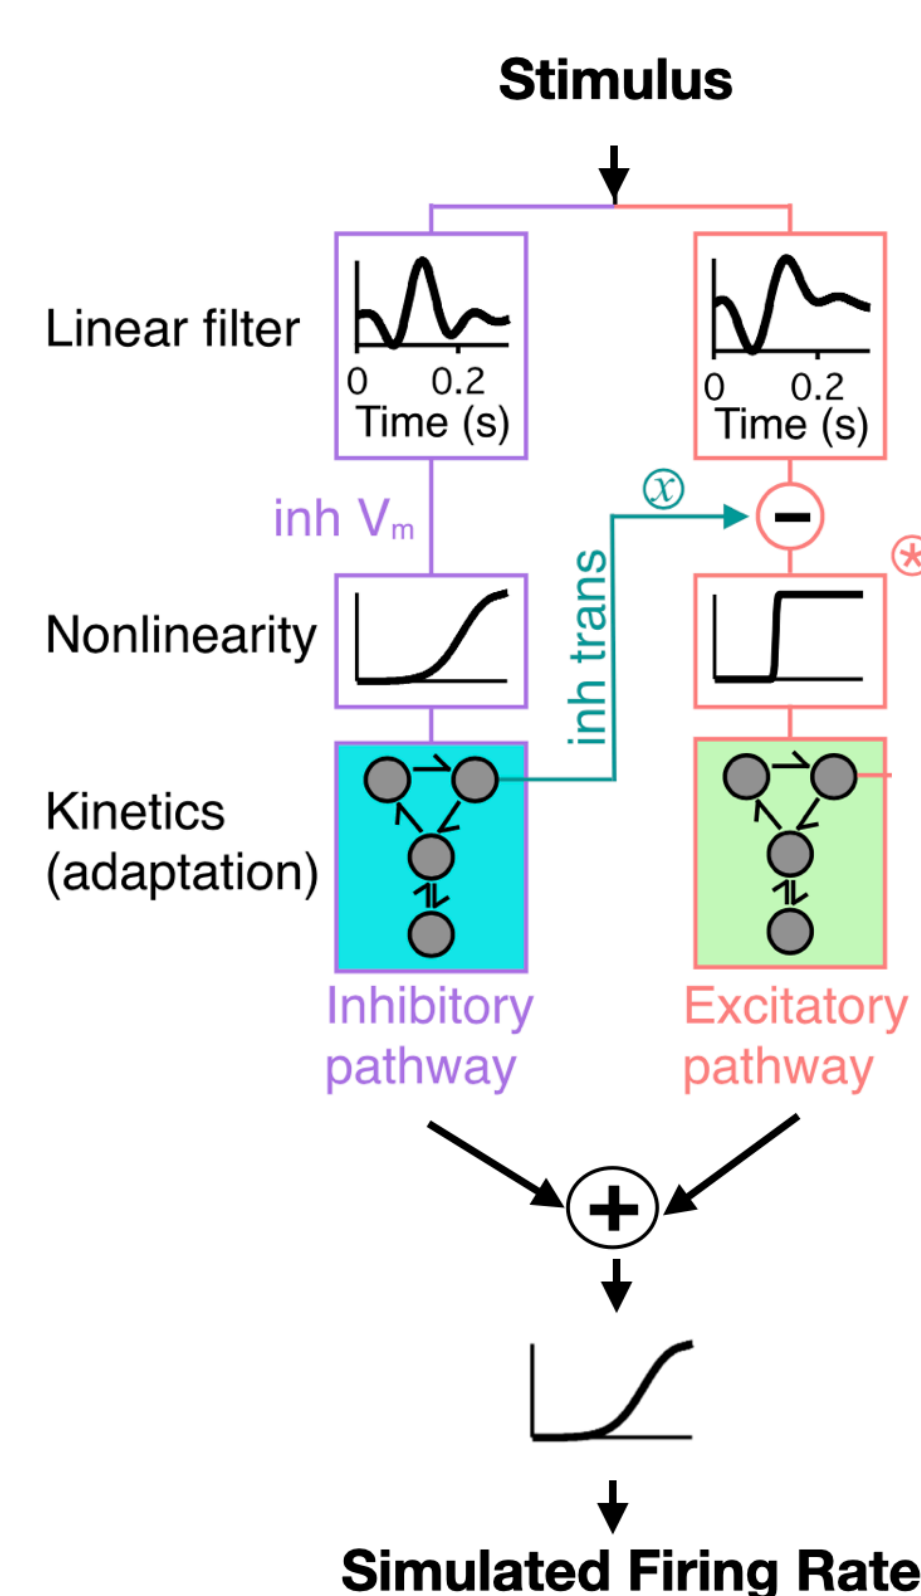 Stimulus
Linear filter
0 0.2
Time (s)
0 0.2
Time (s)
inh Vm
x
−
*
Nonlinearity
inh trans
Kinetics
(adaptation)
Inhibitory
pathway
Excitatory
pathway
+
Simulated Firing Rate